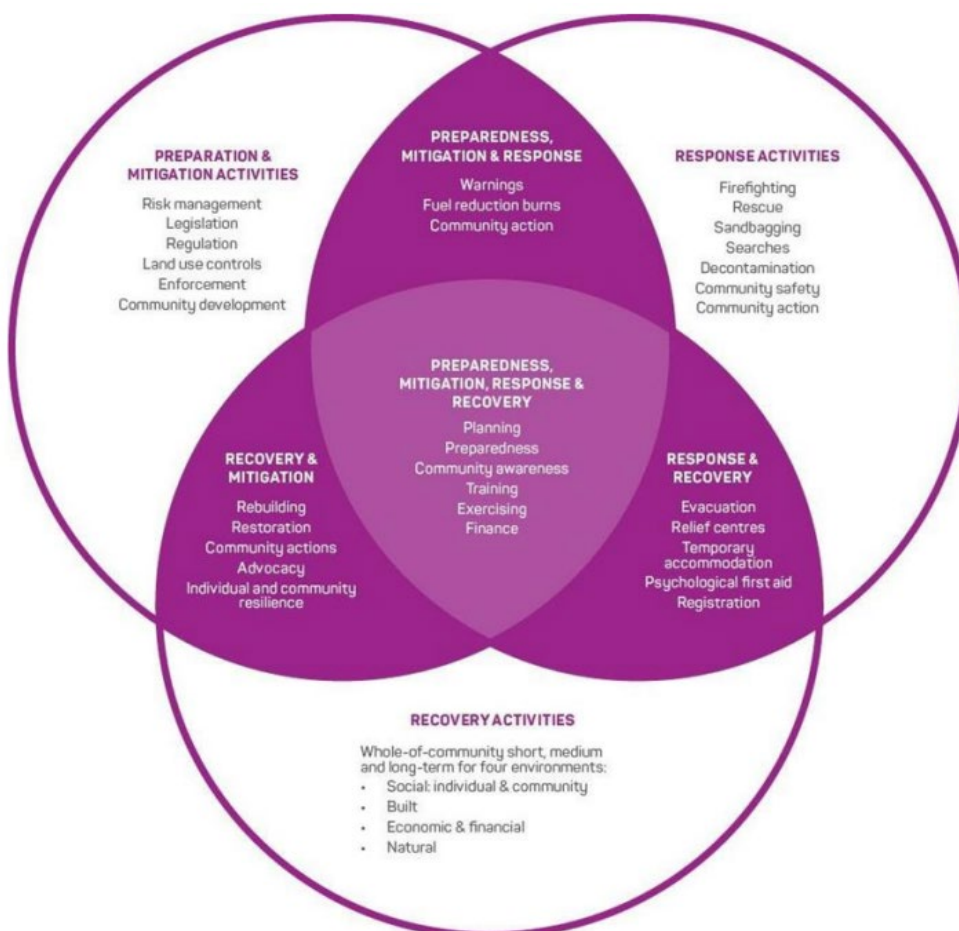 PREPARATION &
MITIGATION ACTIVITIES
Risk management
Legislation
Regulation
Land use controls
Enforcement
Community development
PREPAREDNESS,
MITIGATION & RESPONSE
Warnings
Fuel reduction burns
Community action
RESPONSE ACTIVITIES
Firefighting
Rescue
Sandbagging
Searches
Decontamination
Community safety
Community action
PREPAREDNESS,
MITIGATION, RESPONSE &
RECOVERY
Planning
Preparedness
Community awareness
Training
Exercising
Finance
RECOVERY &
MITIGATION
Rebuilding
Restoration
Community actions
Advocacy
Individual and community
resilience
RESPONSE &
RECOVERY
Evacuation
Relief centres
Temporary
accommodation
Psychological first aid
Registration
RECOVERY ACTIVITIES
Whole-of-community short, medium
and long-term for four environments:
• Social: individual & community
• Built
• Economic & financial
• Natural